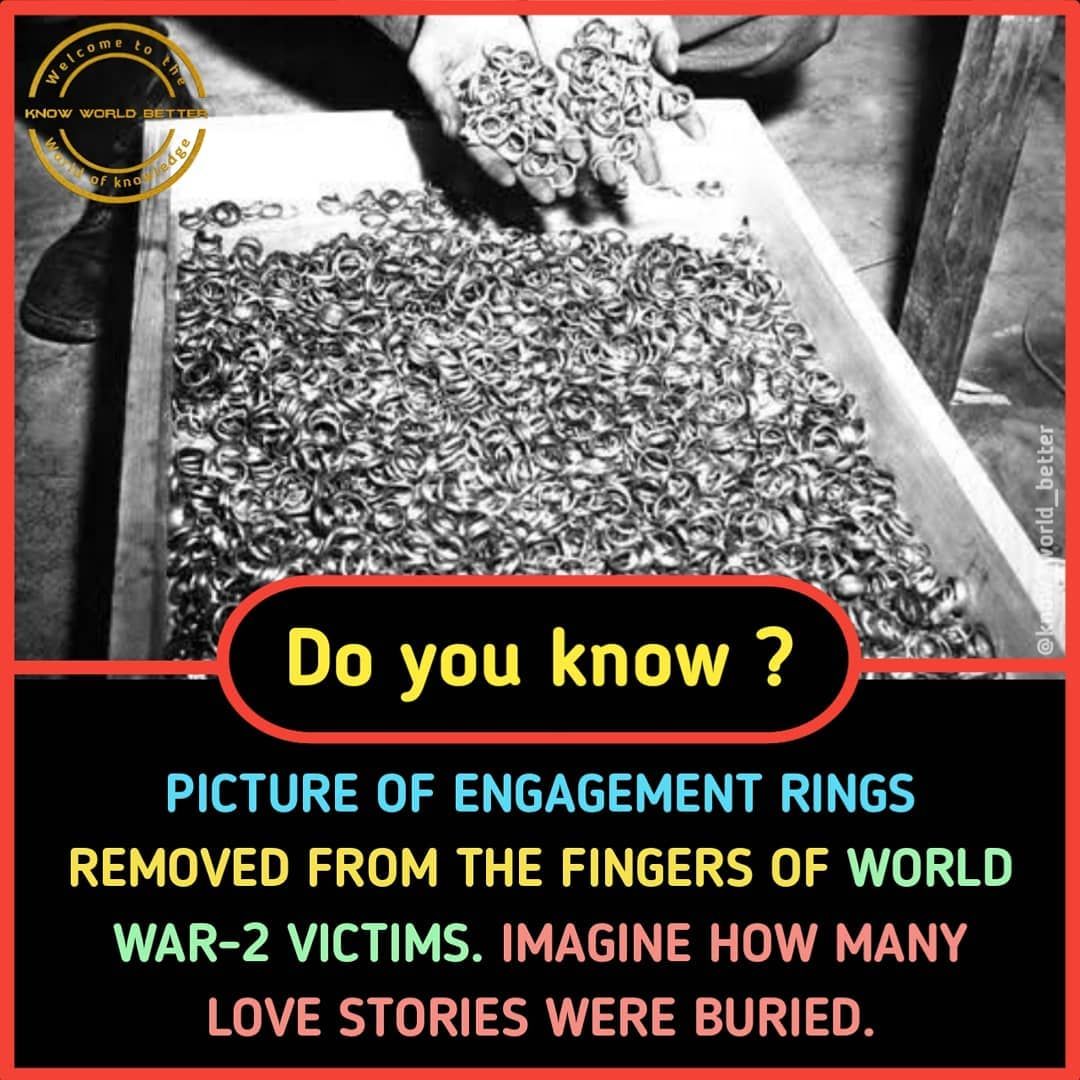 Welcome to the
KNOW WORLD BETTER
World of knowledge
@know_world_better
Do you know ?
PICTURE OF ENGAGEMENT RINGS
REMOVED FROM THE FINGERS OF WORLD
WAR-2 VICTIMS. IMAGINE HOW MANY
LOVE STORIES WERE BURIED.